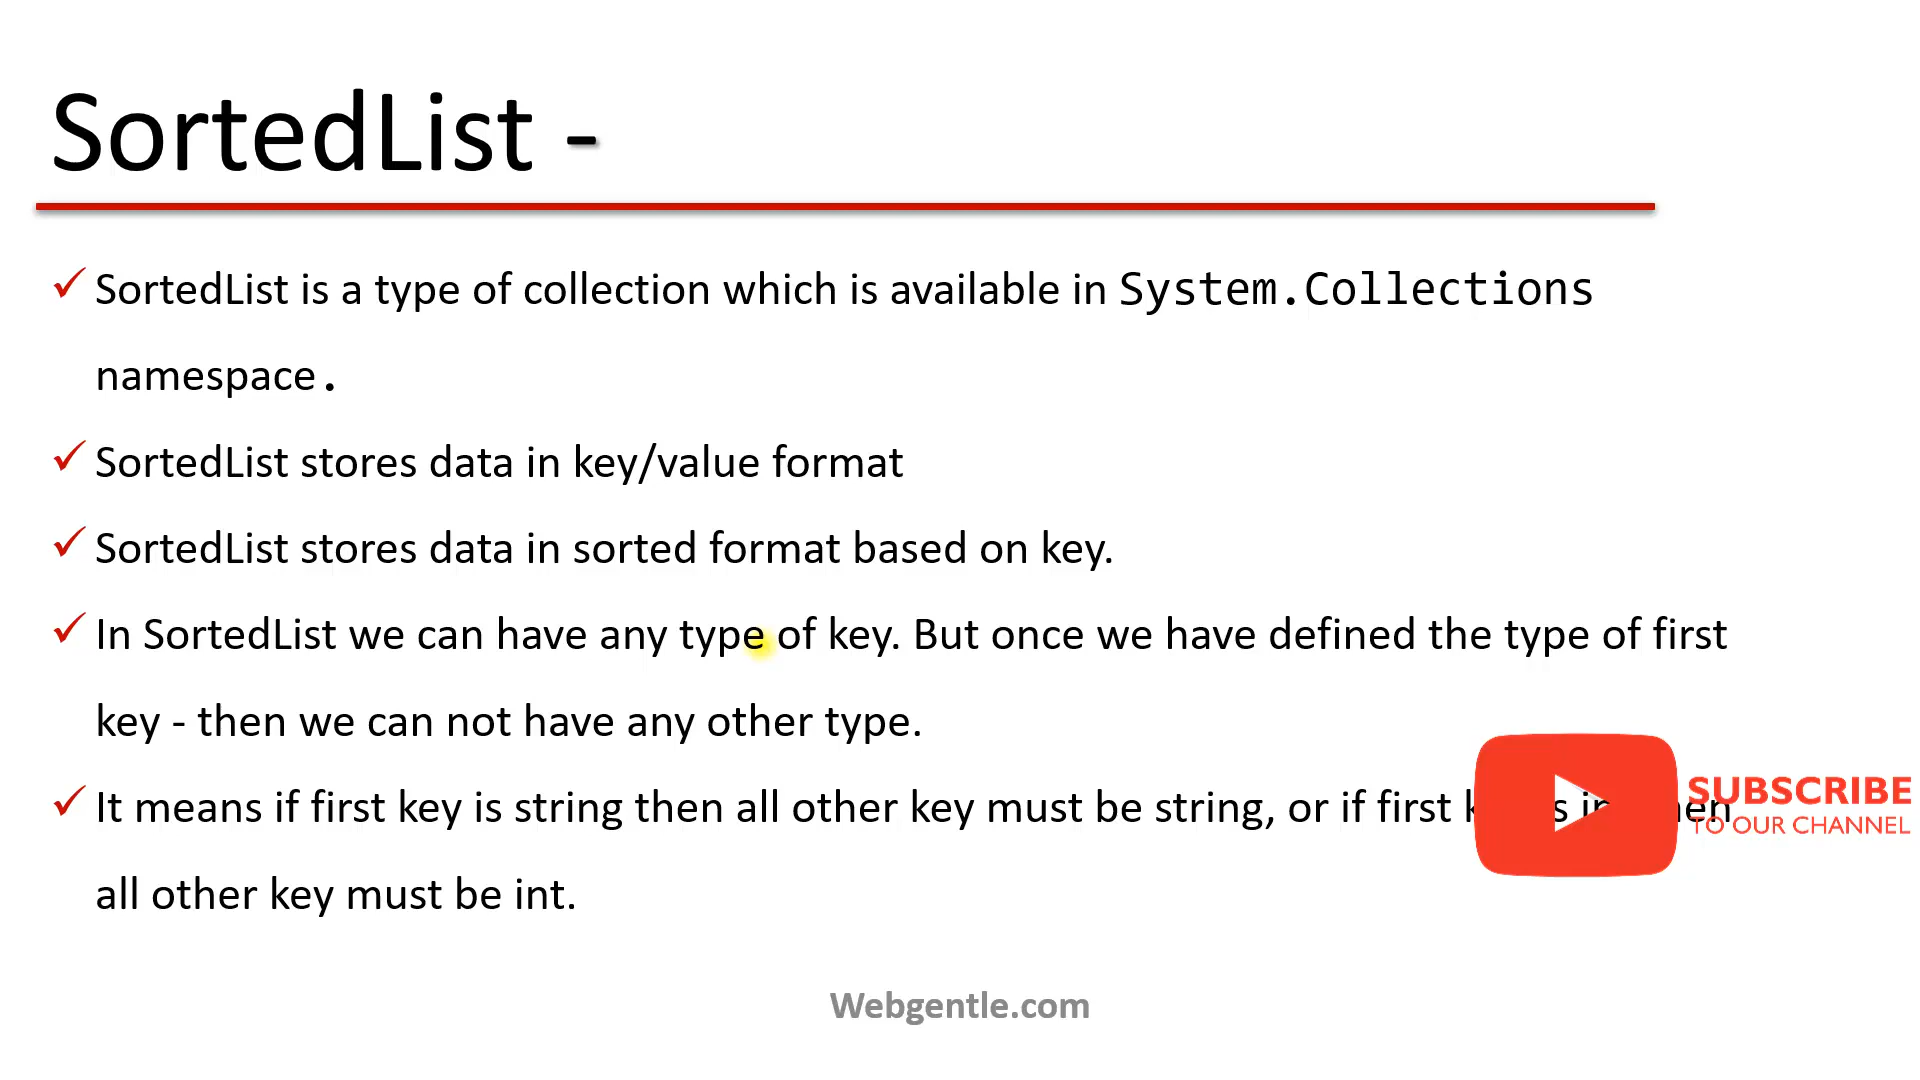 SortedList -
✓ SortedList is a type of collection which is available in System.Collections
namespace.
✓ SortedList stores data in key/value format
✓ SortedList stores data in sorted format based on key.
✓ In SortedList we can have any type of key. But once we have defined the type of first
key - then we can not have any other type.
✓ It means if first key is string then all other key must be string, or if first
SUBSCRIBE
TO OUR CHANNEL
all other key must be int.
Webgentle.com